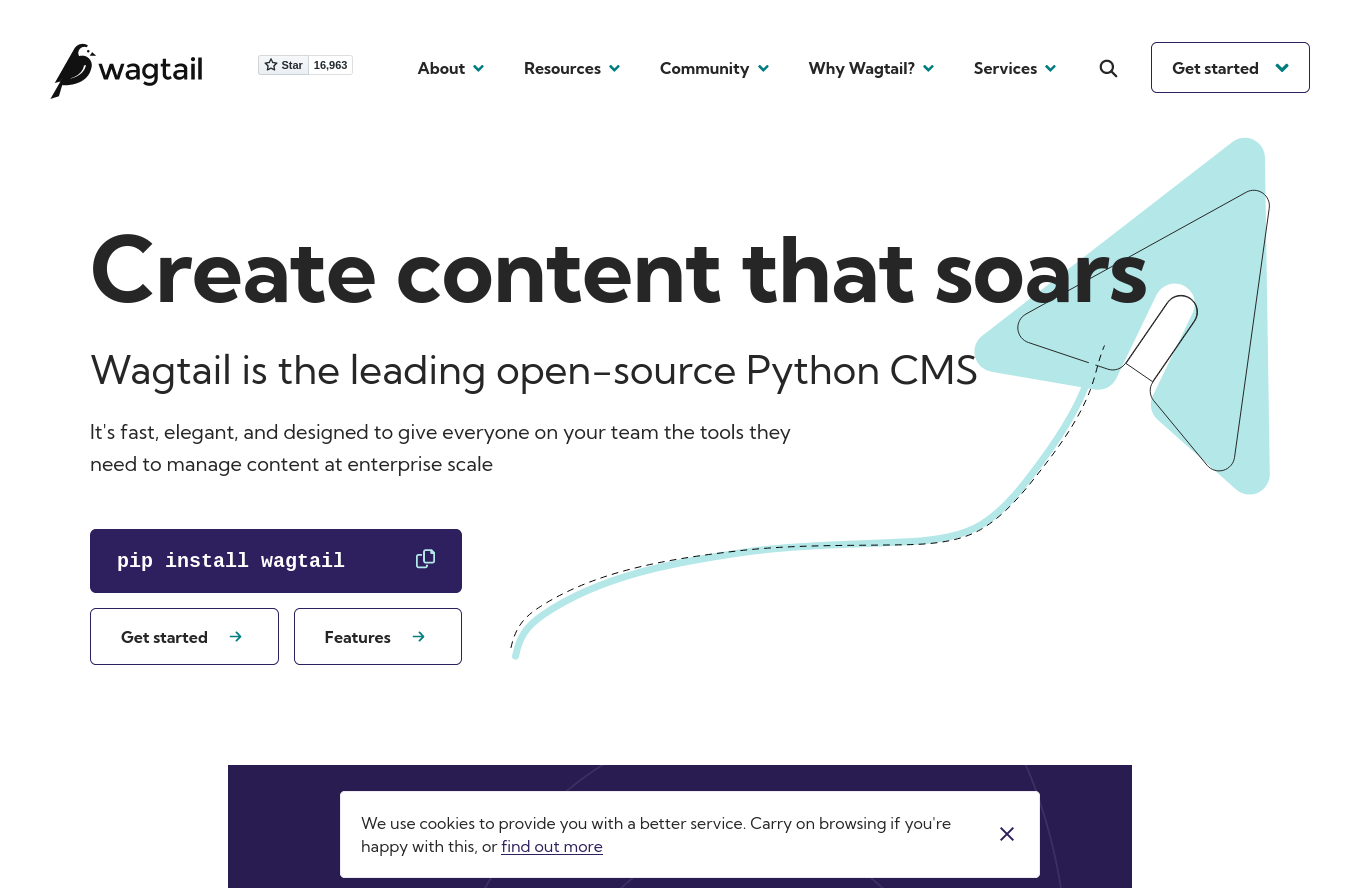 wagtail
Star 16,963
About
Resources
Community
Why Wagtail?
Services
Get started
Create content that soars
Wagtail is the leading open-source Python CMS
It's fast, elegant, and designed to give everyone on your team the tools they
need to manage content at enterprise scale
pip install wagtail
Get started
Features
We use cookies to provide you with a better service. Carry on browsing if you're
happy with this, or find out more